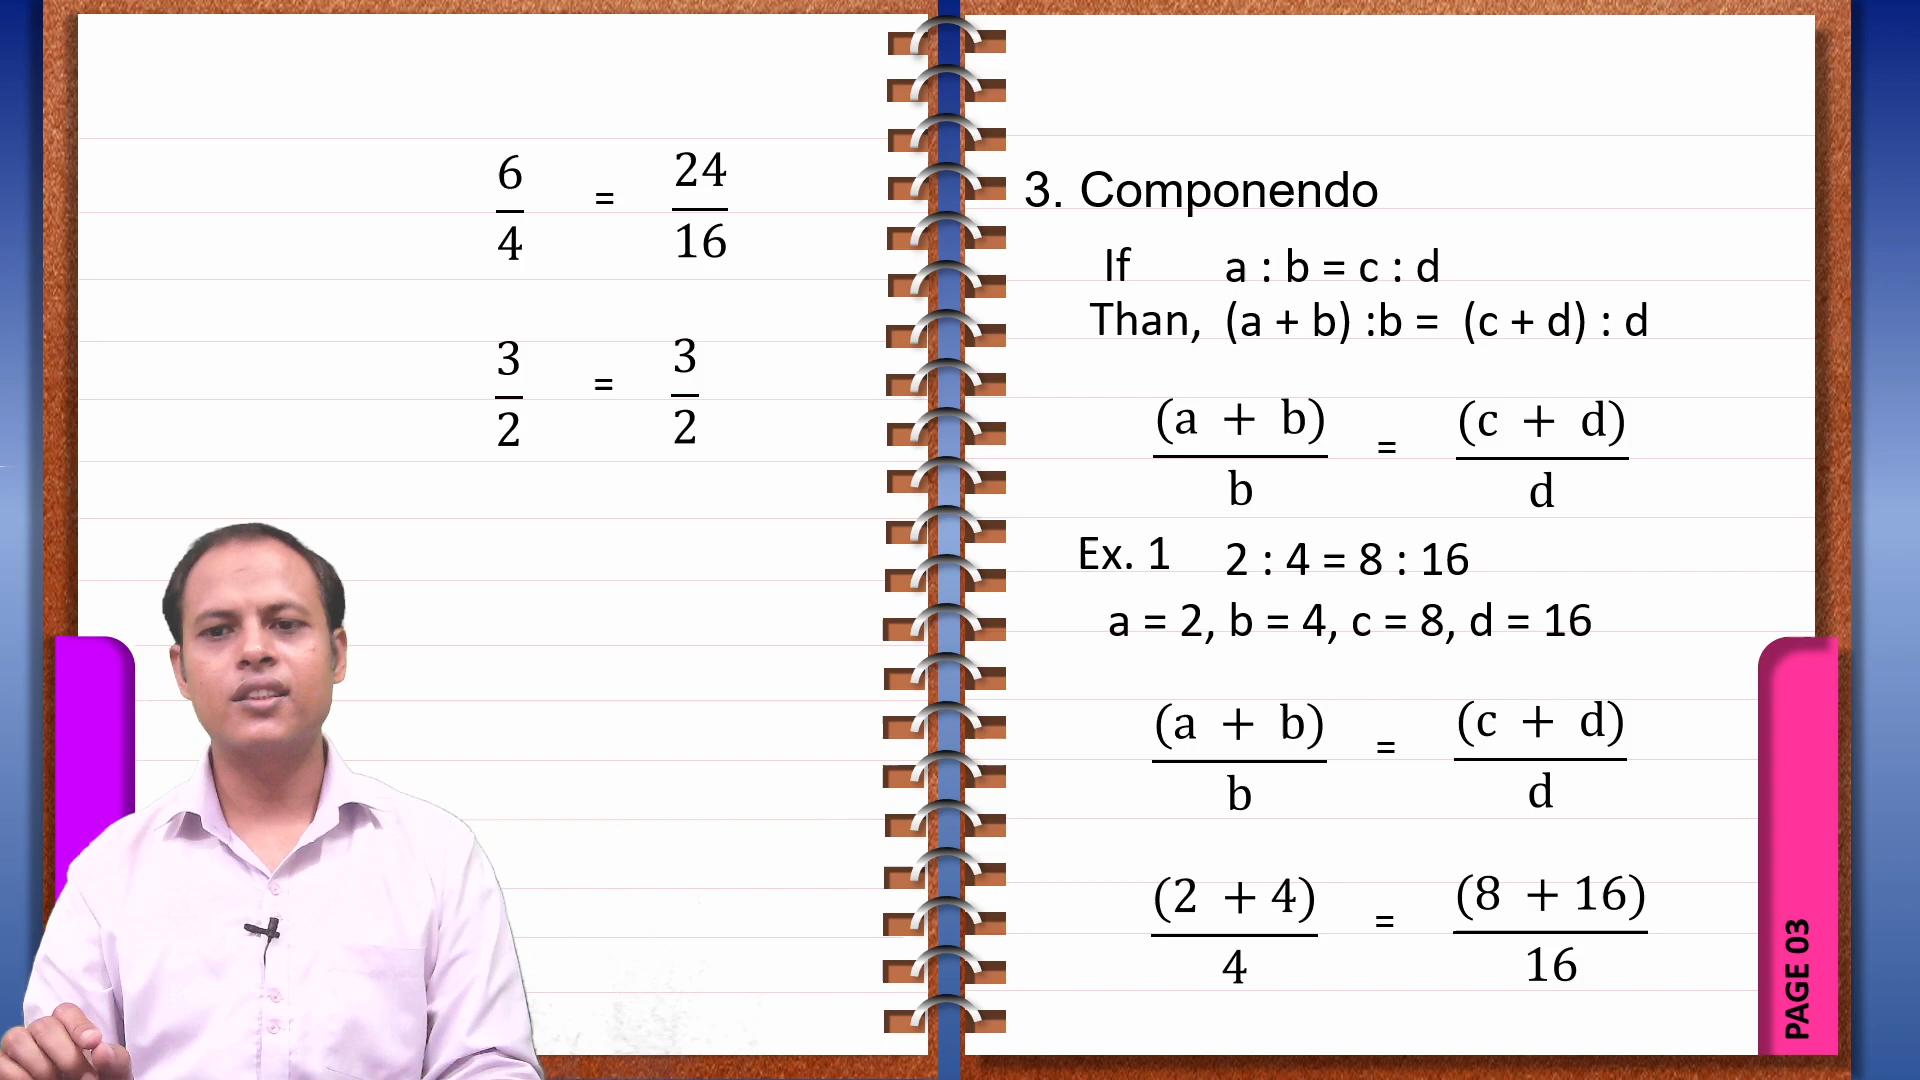 6/4 = 24/16
3/2 = 3/2
3. Componendo
If a : b = c : d
Than, (a + b) :b = (c + d) : d
(a + b)/b = (c + d)/d
Ex. 1 2 : 4 = 8 : 16
a = 2, b = 4, c = 8, d = 16
(a + b)/b = (c + d)/d
(2 + 4)/4 = (8 + 16)/16
PAGE 03